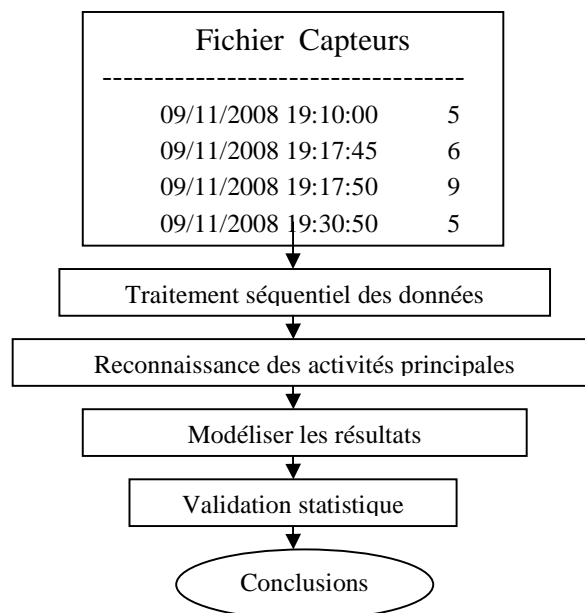 Fichier Capteurs
-----------------------------------
09/11/2008 19:10:00 5
09/11/2008 19:17:45 6
09/11/2008 19:17:50 9
09/11/2008 19:30:50 5
Traitement séquentiel des données
Reconnaissance des activités principales
Modéliser les résultats
Validation statistique
Conclusions